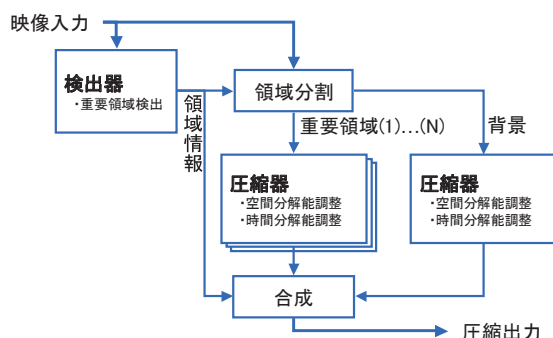 映像入力
検出器
・重要領域検出
領域情報
領域分割
重要領域(1)…(N)
背景
圧縮器
・空間分解能調整
・時間分解能調整
圧縮器
・空間分解能調整
・時間分解能調整
合成
圧縮出力